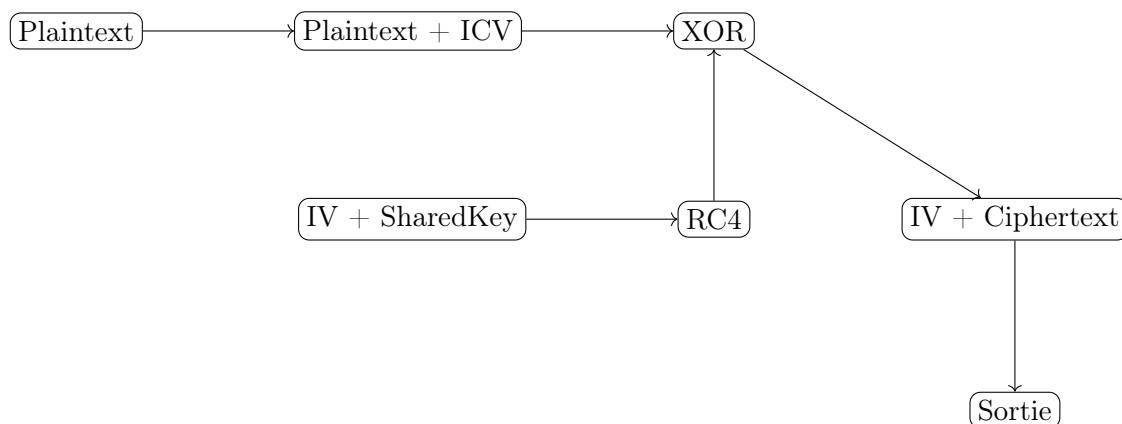 Plaintext
Plaintext + ICV
XOR
IV + SharedKey
RC4
IV + Ciphertext
Sortie